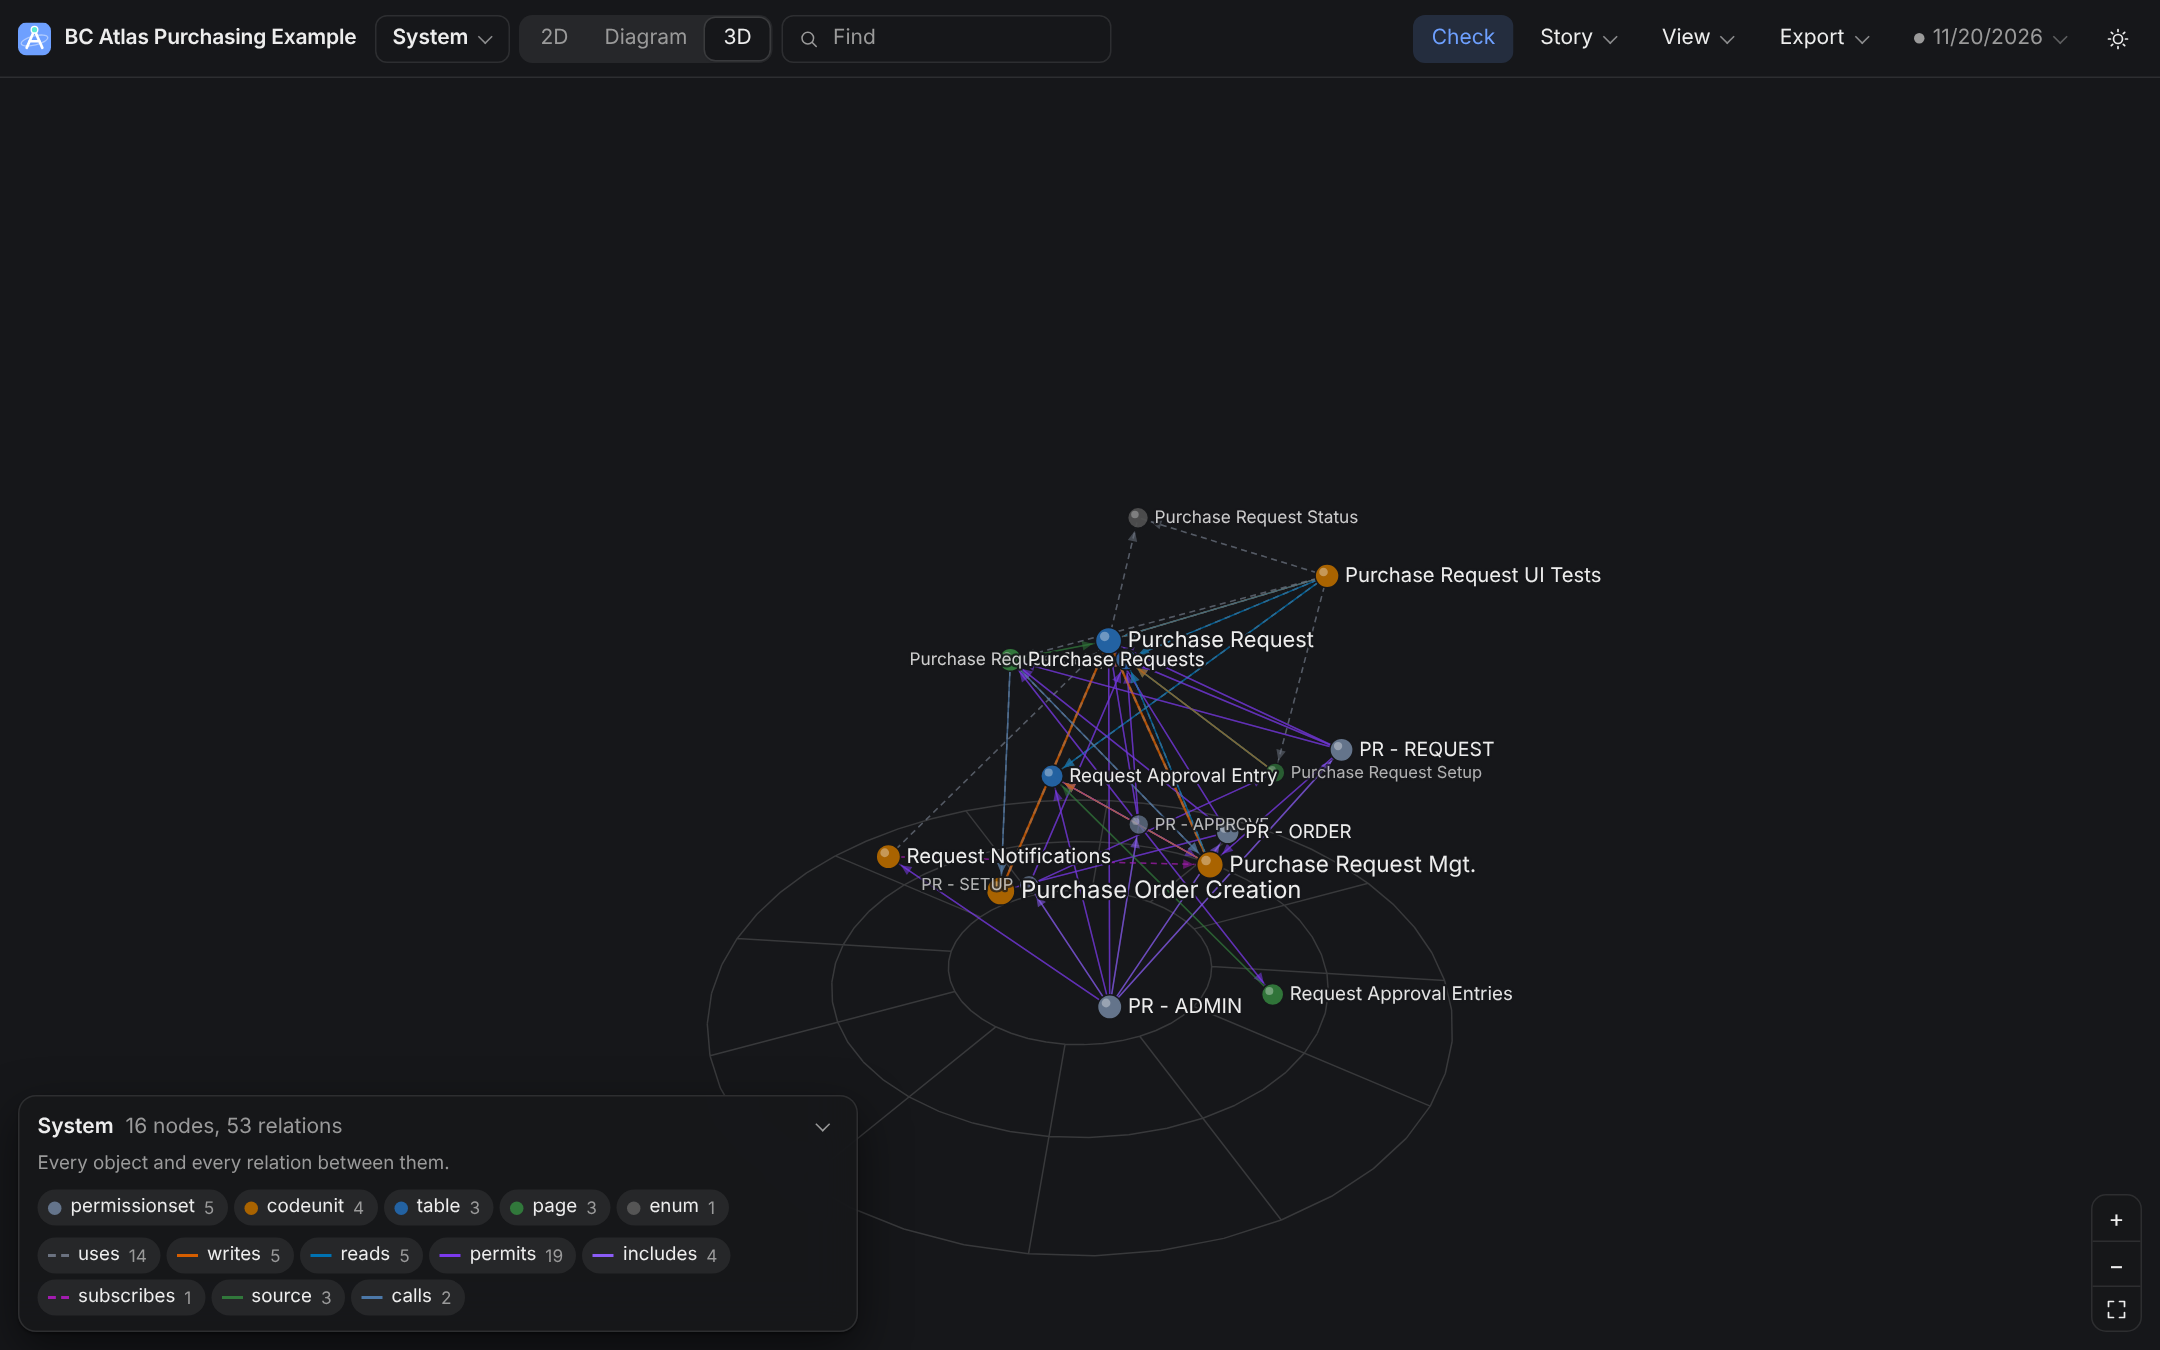 BC Atlas Purchasing Example System 2D Diagram 3D Find Check Story View Export 11/20/2026
Purchase Request Status
Purchase Request UI Tests
Purchase Request
Purchase Requ
Purchase Requests
PR - REQUEST
Purchase Request Setup
Request Approval Entry
PR - APPROVE
PR - ORDER
Request Notifications
Purchase Request Mgt.
PR - SETUP
Purchase Order Creation
Request Approval Entries
PR - ADMIN
System 16 nodes, 53 relations
Every object and every relation between them.
permissionset 5 codeunit 4 table 3 page 3 enum 1
uses 14 writes 5 reads 5 permits 19 includes 4
subscribes 1 source 3 calls 2
+
−